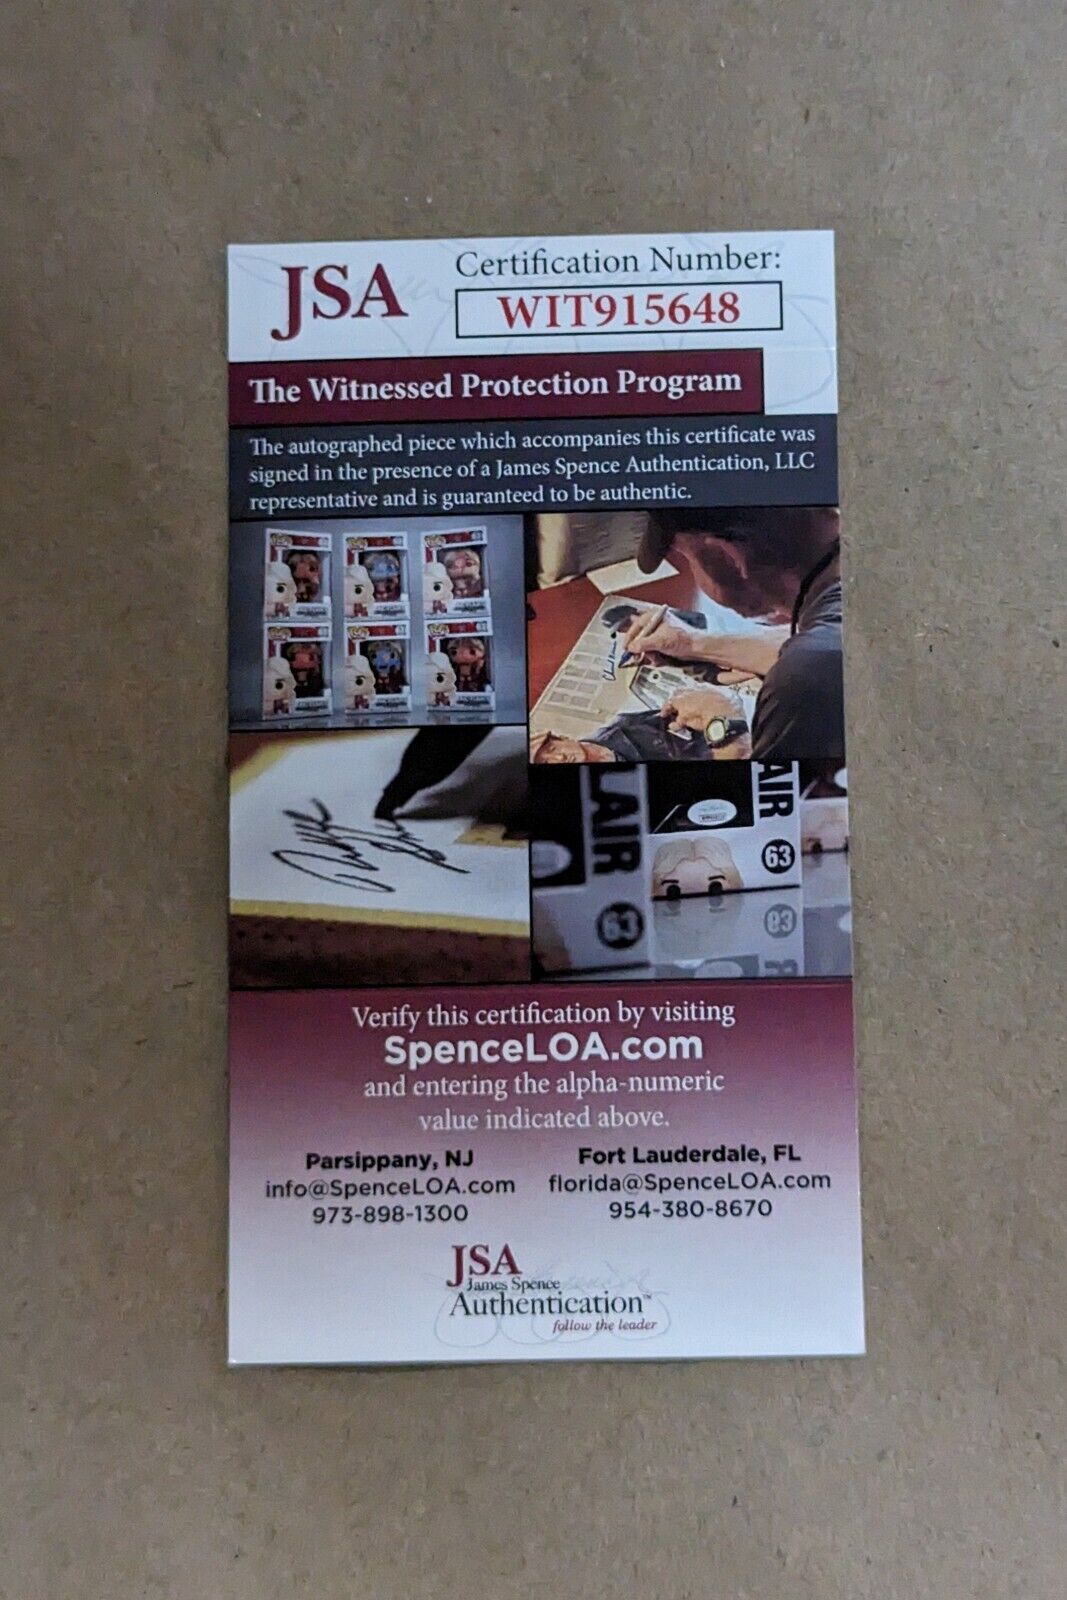 JSA
Certification Number:
WIT915648
The Witnessed Protection Program
The autographed piece which accompanies this certificate was
signed in the presence of a James Spence Authentication, LLC
representative and is guaranteed to be authentic.
LAIR
63
AIR
63
Verify this certification by visiting
SpenceLOA.com
and entering the alpha-numeric
value indicated above.
Parsippany, NJ
info@SpenceLOA.com
973-898-1300
Fort Lauderdale, FL
florida@SpenceLOA.com
954-380-8670
JSA
James Spence
Authentication™
follow the leader